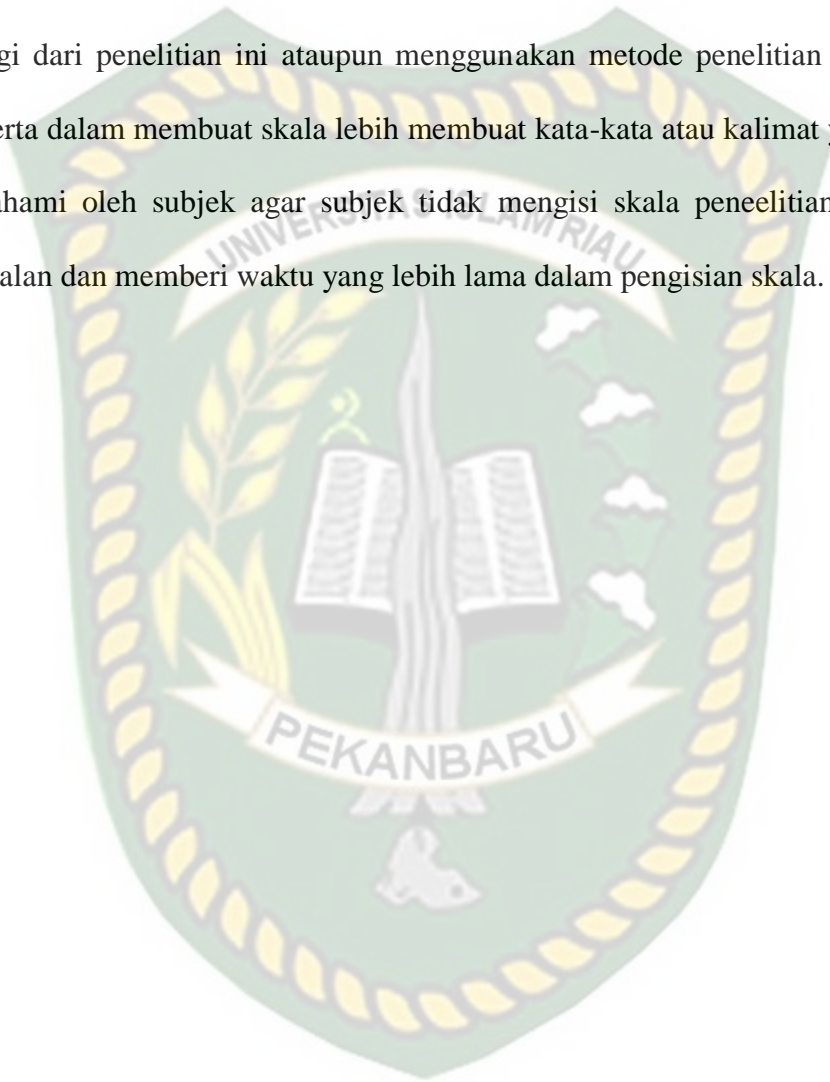 gi dari penelitian ini ataupun menggunakan metode penelitian
erta dalam membuat skala lebih membuat kata-kata atau kalimat y
ahami oleh subjek agar subjek tidak mengisi skala peneelitian
alan dan memberi waktu yang lebih lama dalam pengisian skala.
UNIVERSITAS ISLAM RIAU
PEKANBARU